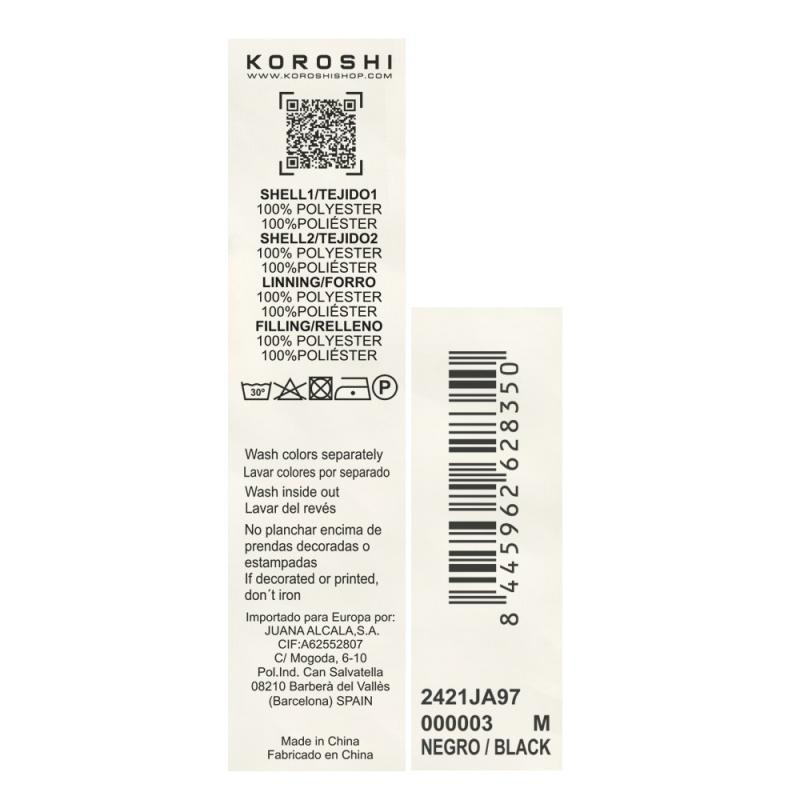 KOROSHI
WWW.KOROSHISHOP.COM
SHELL1/TEJIDO1
100% POLYESTER
100%POLIÉSTER
SHELL2/TEJIDO2
100% POLYESTER
100%POLIÉSTER
LINNING/FORRO
100% POLYESTER
100%POLIÉSTER
FILLING/RELLENO
100% POLYESTER
100%POLIÉSTER
30º
P
Wash colors separately
Lavar colores por separado
Wash inside out
Lavar del revés
No planchar encima de
prendas decoradas o
estampadas
If decorated or printed,
don´t iron
Importado para Europa por:
JUANA ALCALA,S.A.
CIF:A62552807
C/ Mogoda, 6-10
Pol.Ind. Can Salvatella
08210 Barberà del Vallès
(Barcelona) SPAIN
Made in China
Fabricado en China
8 445962 628350
2421JA97
000003 M
NEGRO / BLACK